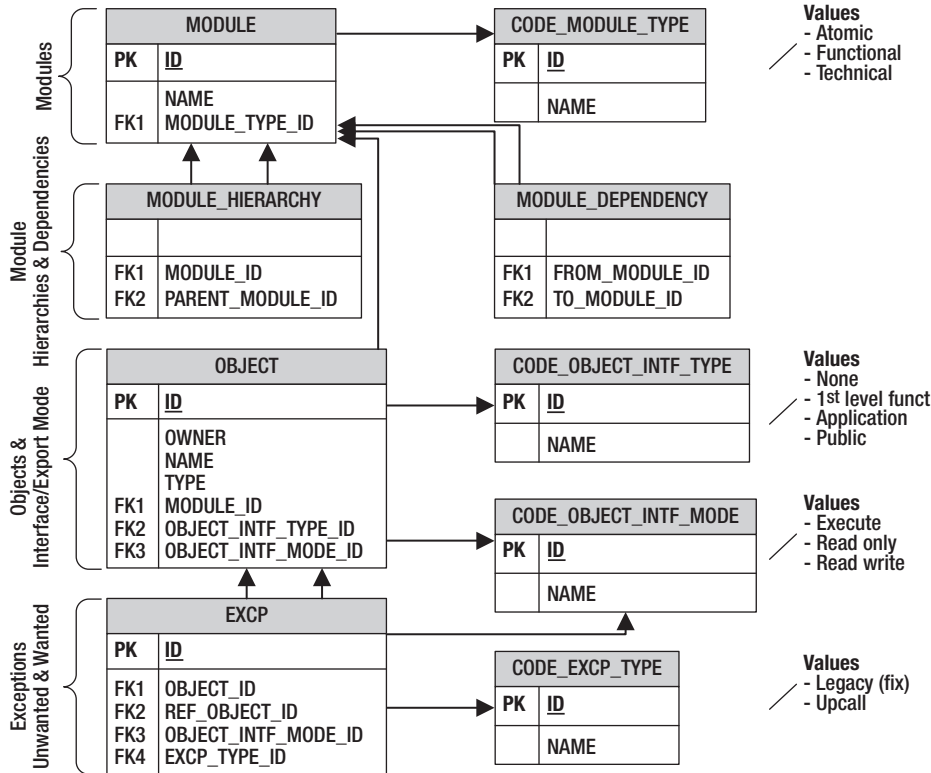 MODULE
PK ID
NAME
FK1 MODULE_TYPE_ID
CODE_MODULE_TYPE
PK ID
NAME
Values
- Atomic
- Functional
- Technical
Modules
MODULE_HIERARCHY
FK1 MODULE_ID
FK2 PARENT_MODULE_ID
MODULE_DEPENDENCY
FK1 FROM_MODULE_ID
FK2 TO_MODULE_ID
Module
Hierarchies & Dependencies
OBJECT
PK ID
OWNER
NAME
TYPE
FK1 MODULE_ID
FK2 OBJECT_INTF_TYPE_ID
FK3 OBJECT_INTF_MODE_ID
CODE_OBJECT_INTF_TYPE
PK ID
NAME
Values
- None
- 1st level funct
- Application
- Public
Objects &
Interface/Export Mode
CODE_OBJECT_INTF_MODE
PK ID
NAME
Values
- Execute
- Read only
- Read write
EXCP
PK ID
FK1 OBJECT_ID
FK2 REF_OBJECT_ID
FK3 OBJECT_INTF_MODE_ID
FK4 EXCP_TYPE_ID
CODE_EXCP_TYPE
PK ID
NAME
Values
- Legacy (fix)
- Upcall
Exceptions
Unwanted & Wanted